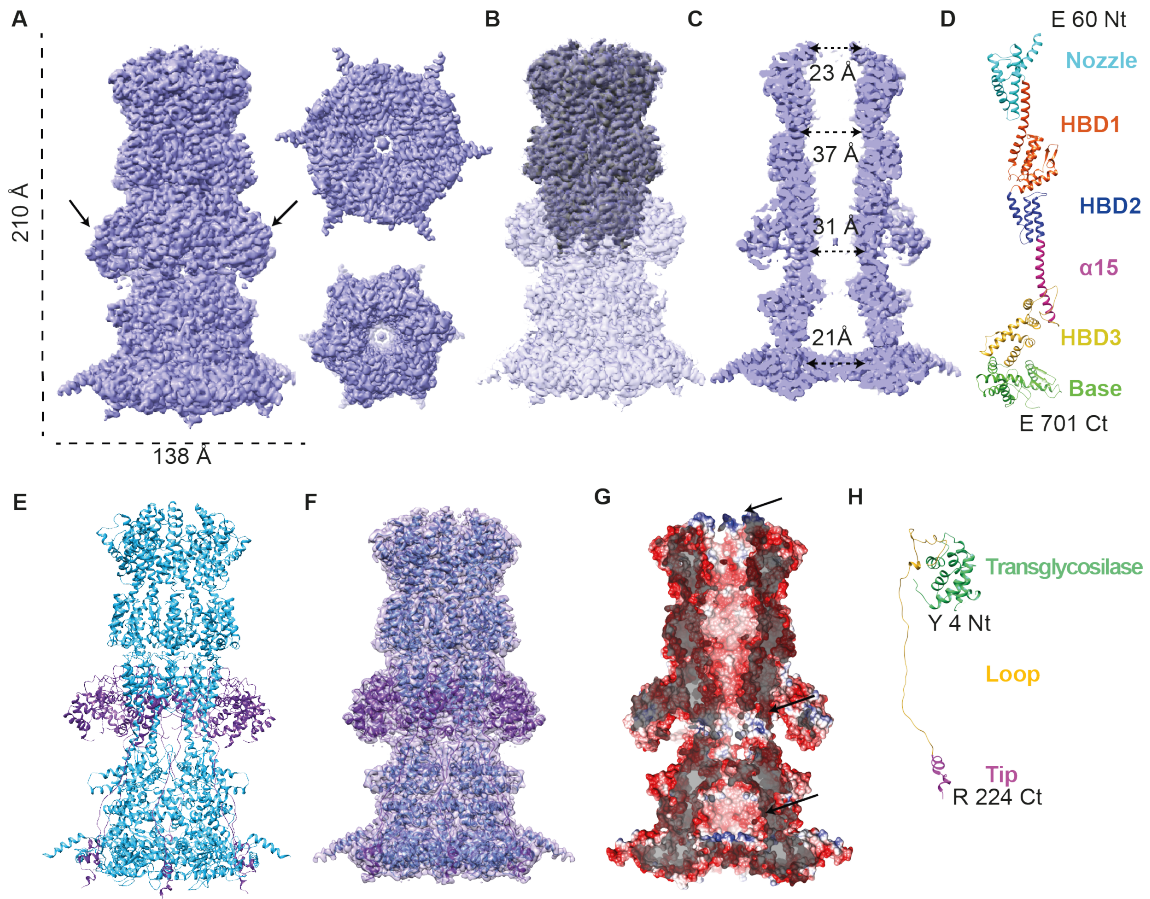 A
B
C
D
E 60 Nt
Nozzle
HBD1
HBD2
α15
HBD3
Base
E 701 Ct
210 Å
138 Å
23 Å
37 Å
31 Å
21Å
E
F
G
H
Transglycosilase
Y 4 Nt
Loop
Tip
R 224 Ct